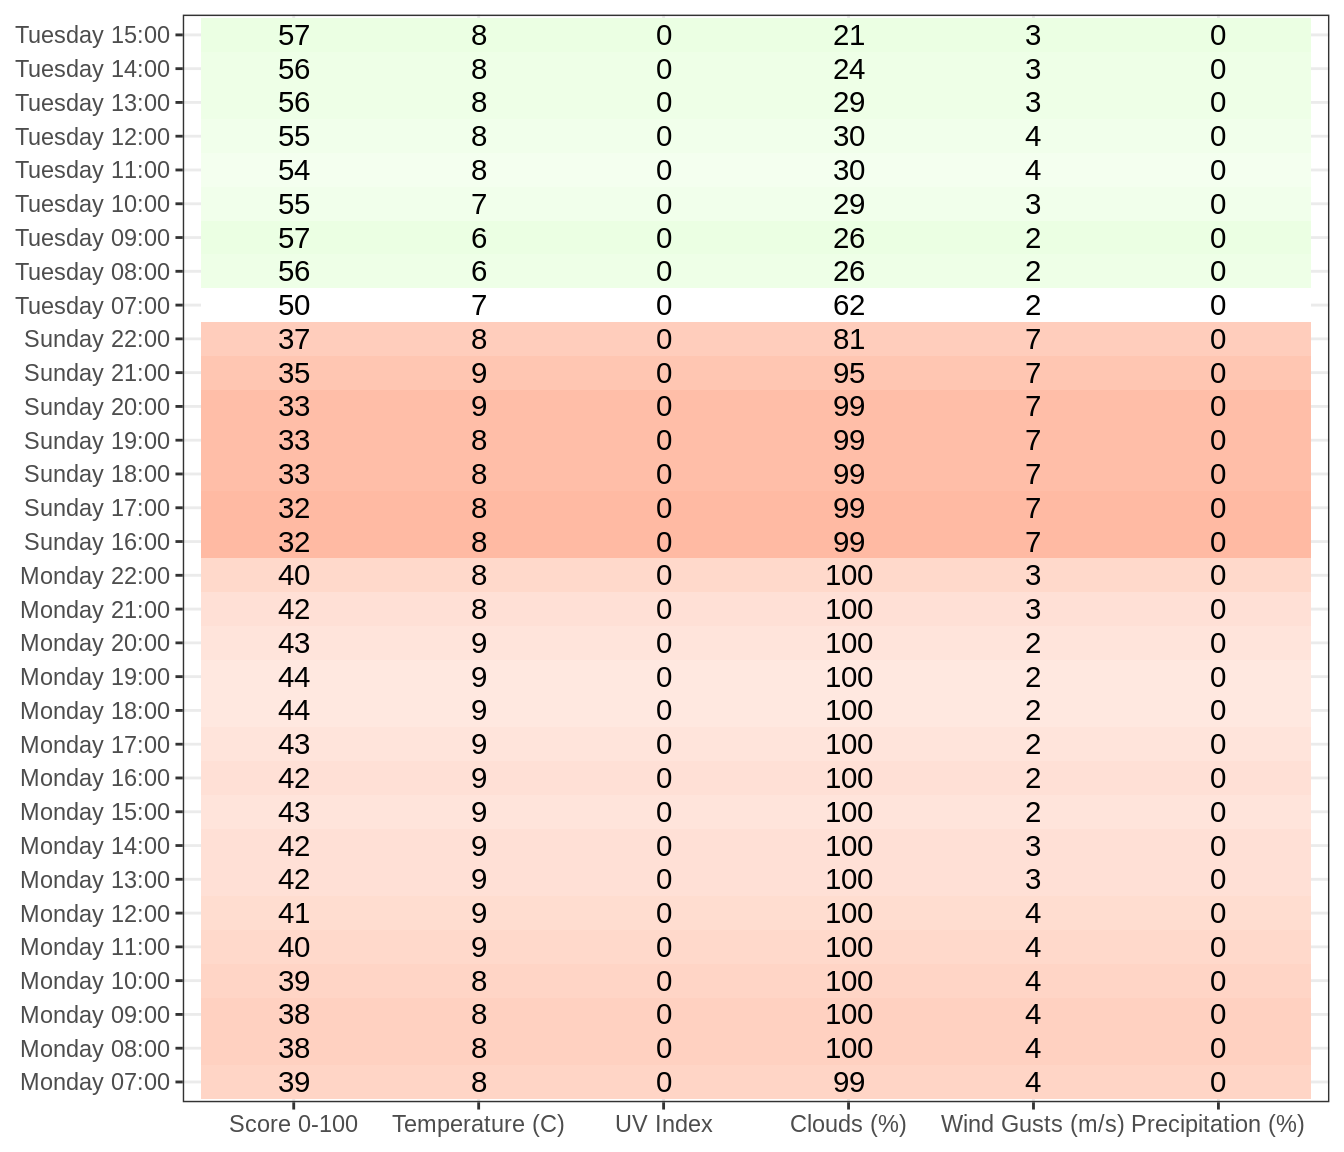 Tuesday 15:00 57 8 0 21 3 0
Tuesday 14:00 56 8 0 24 3 0
Tuesday 13:00 56 8 0 29 3 0
Tuesday 12:00 55 8 0 30 4 0
Tuesday 11:00 54 8 0 30 4 0
Tuesday 10:00 55 7 0 29 3 0
Tuesday 09:00 57 6 0 26 2 0
Tuesday 08:00 56 6 0 26 2 0
Tuesday 07:00 50 7 0 62 2 0
Sunday 22:00 37 8 0 81 7 0
Sunday 21:00 35 9 0 95 7 0
Sunday 20:00 33 9 0 99 7 0
Sunday 19:00 33 8 0 99 7 0
Sunday 18:00 33 8 0 99 7 0
Sunday 17:00 32 8 0 99 7 0
Sunday 16:00 32 8 0 99 7 0
Monday 22:00 40 8 0 100 3 0
Monday 21:00 42 8 0 100 3 0
Monday 20:00 43 9 0 100 2 0
Monday 19:00 44 9 0 100 2 0
Monday 18:00 44 9 0 100 2 0
Monday 17:00 43 9 0 100 2 0
Monday 16:00 42 9 0 100 2 0
Monday 15:00 43 9 0 100 2 0
Monday 14:00 42 9 0 100 3 0
Monday 13:00 42 9 0 100 3 0
Monday 12:00 41 9 0 100 4 0
Monday 11:00 40 9 0 100 4 0
Monday 10:00 39 8 0 100 4 0
Monday 09:00 38 8 0 100 4 0
Monday 08:00 38 8 0 100 4 0
Monday 07:00 39 8 0 99 4 0
Score 0-100 Temperature (C) UV Index Clouds (%) Wind Gusts (m/s) Precipitation (%)